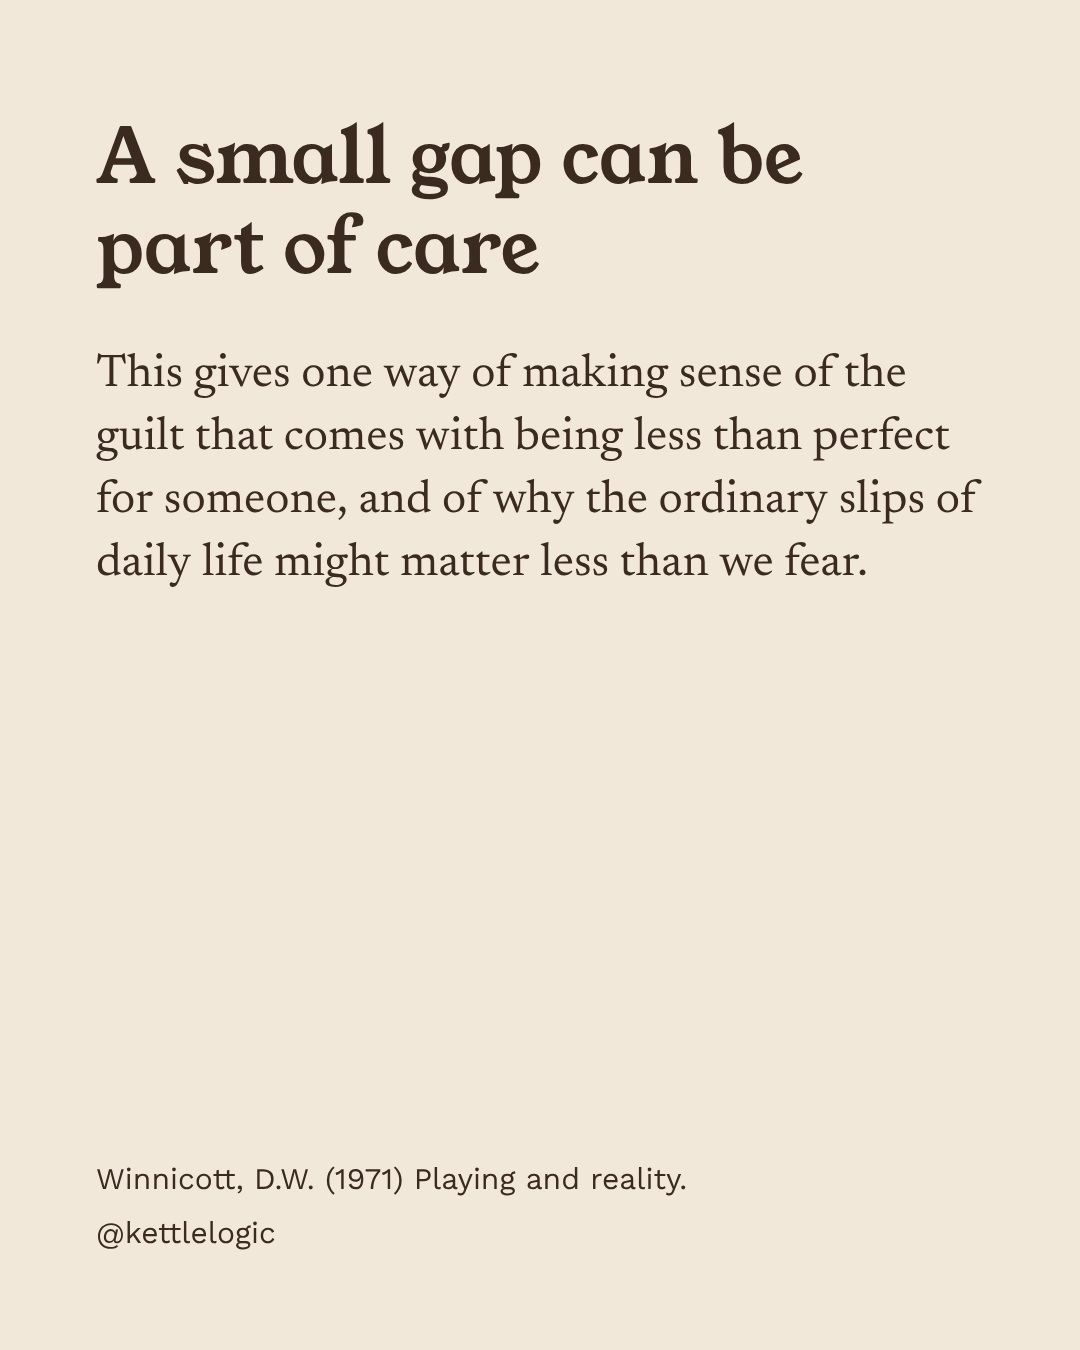 A small gap can be
part of care
This gives one way of making sense of the
guilt that comes with being less than perfect
for someone, and of why the ordinary slips of
daily life might matter less than we fear.
Winnicott, D.W. (1971) Playing and reality.
@kettlelogic